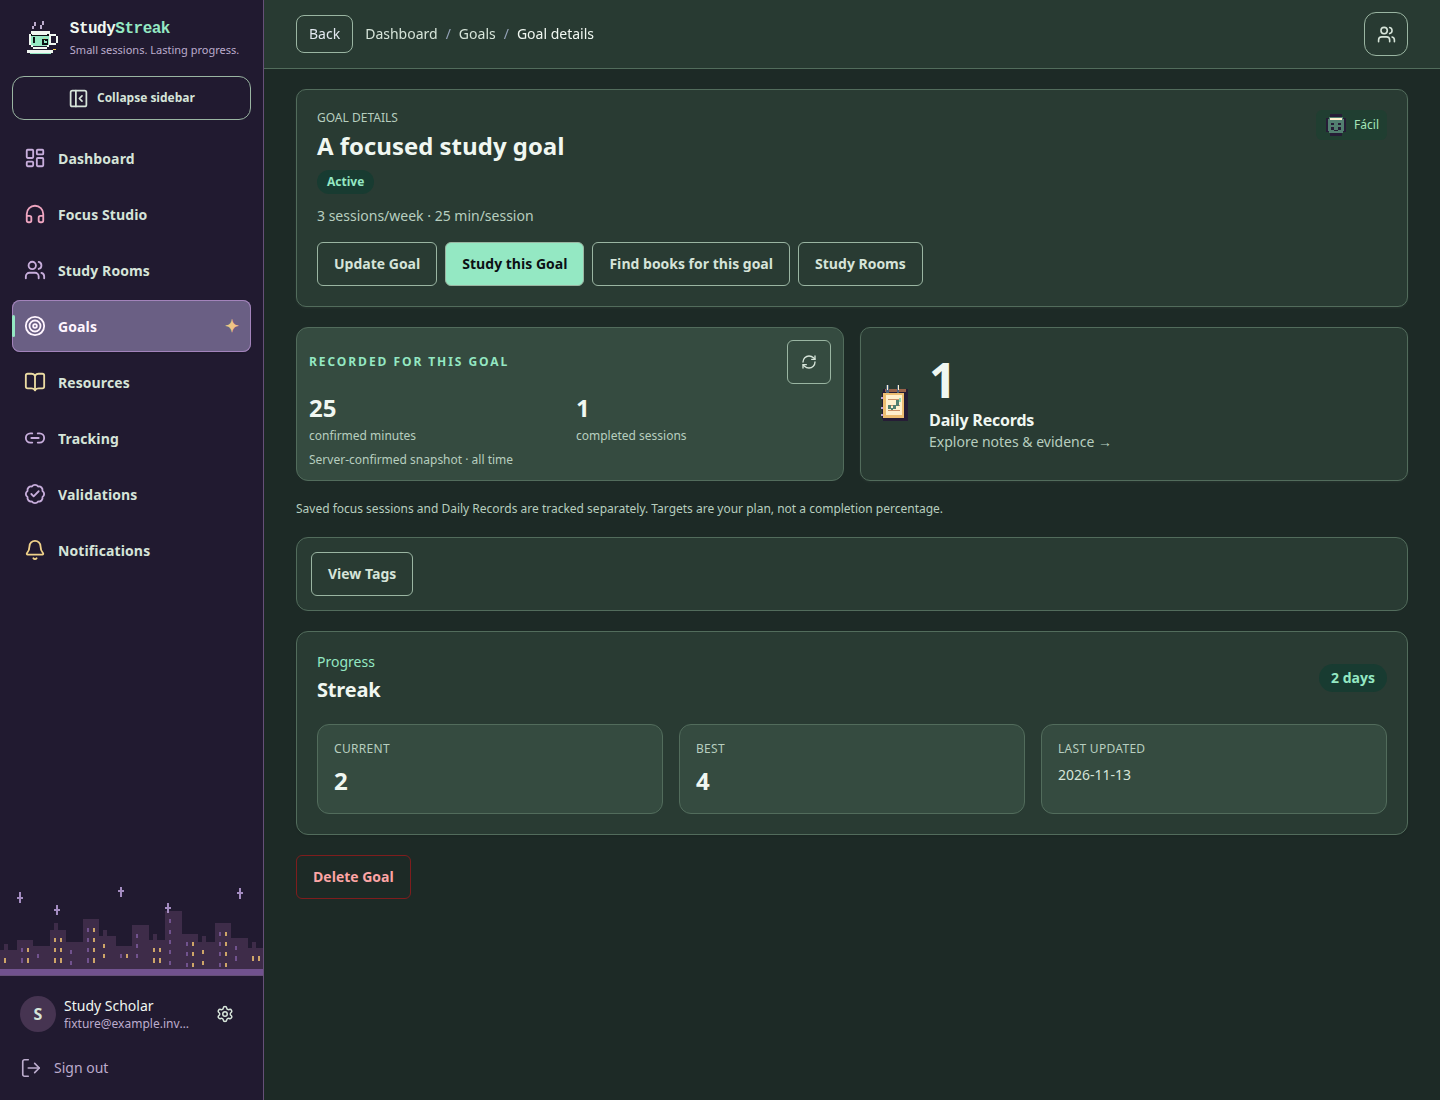 StudyStreak
Small sessions. Lasting progress.
Collapse sidebar
Dashboard
Focus Studio
Study Rooms
Goals
Resources
Tracking
Validations
Notifications
S
Study Scholar
fixture@example.inv...
Sign out
Back
Dashboard / Goals / Goal details
GOAL DETAILS
A focused study goal
Fácil
Active
3 sessions/week · 25 min/session
Update Goal
Study this Goal
Find books for this goal
Study Rooms
RECORDED FOR THIS GOAL
25
confirmed minutes
1
completed sessions
Server-confirmed snapshot · all time
1
Daily Records
Explore notes & evidence →
Saved focus sessions and Daily Records are tracked separately. Targets are your plan, not a completion percentage.
View Tags
Progress
Streak
2 days
CURRENT
2
BEST
4
LAST UPDATED
2026-11-13
Delete Goal